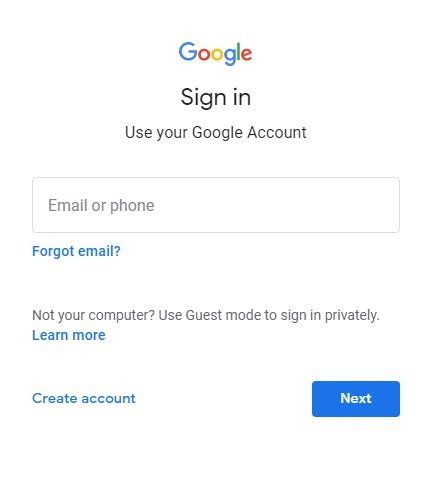 Google
Sign in
Use your Google Account
Email or phone
Forgot email?
Not your computer? Use Guest mode to sign in privately.
Learn more
Create account
Next